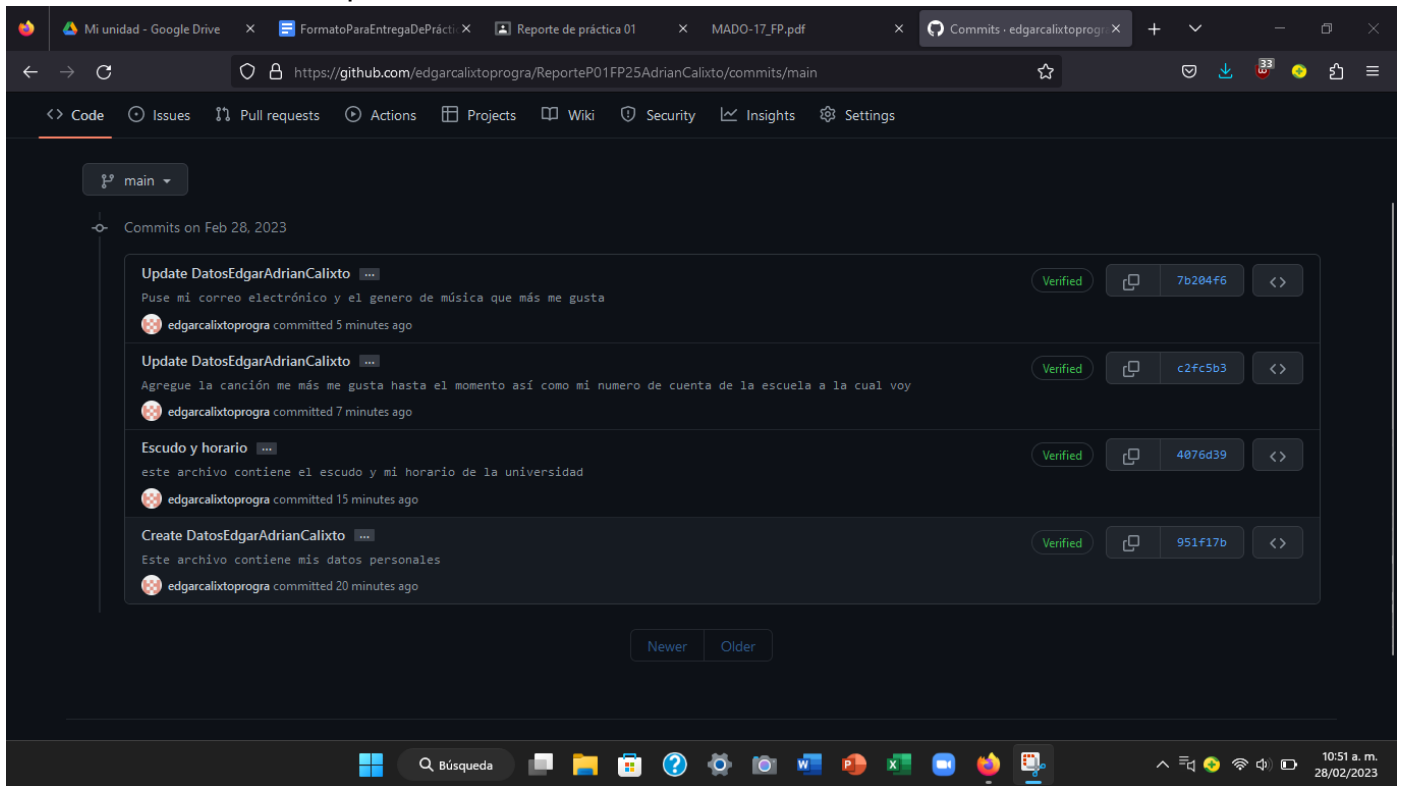 Mi unidad - Google Drive
FormatoParaEntregaDePráctic
Reporte de práctica 01
MADO-17_FP.pdf
Commits · edgarcalixtoprogra
https://github.com/edgarcalixtoprogra/ReporteP01FP25AdrianCalixto/commits/main
33
Code Issues Pull requests Actions Projects Wiki Security Insights Settings
main
Commits on Feb 28, 2023
Update DatosEdgarAdrianCalixto ...
Verified 7b204f6
Puse mi correo electrónico y el genero de música que más me gusta
edgarcalixtoprogra committed 5 minutes ago
Update DatosEdgarAdrianCalixto ...
Verified c2fc5b3
Agregue la canción me más me gusta hasta el momento así como mi numero de cuenta de la escuela a la cual voy
edgarcalixtoprogra committed 7 minutes ago
Escudo y horario ...
Verified 4076d39
este archivo contiene el escudo y mi horario de la universidad
edgarcalixtoprogra committed 15 minutes ago
Create DatosEdgarAdrianCalixto ...
Verified 951f17b
Este archivo contiene mis datos personales
edgarcalixtoprogra committed 20 minutes ago
Newer Older
Búsqueda
10:51 a. m.
28/02/2023